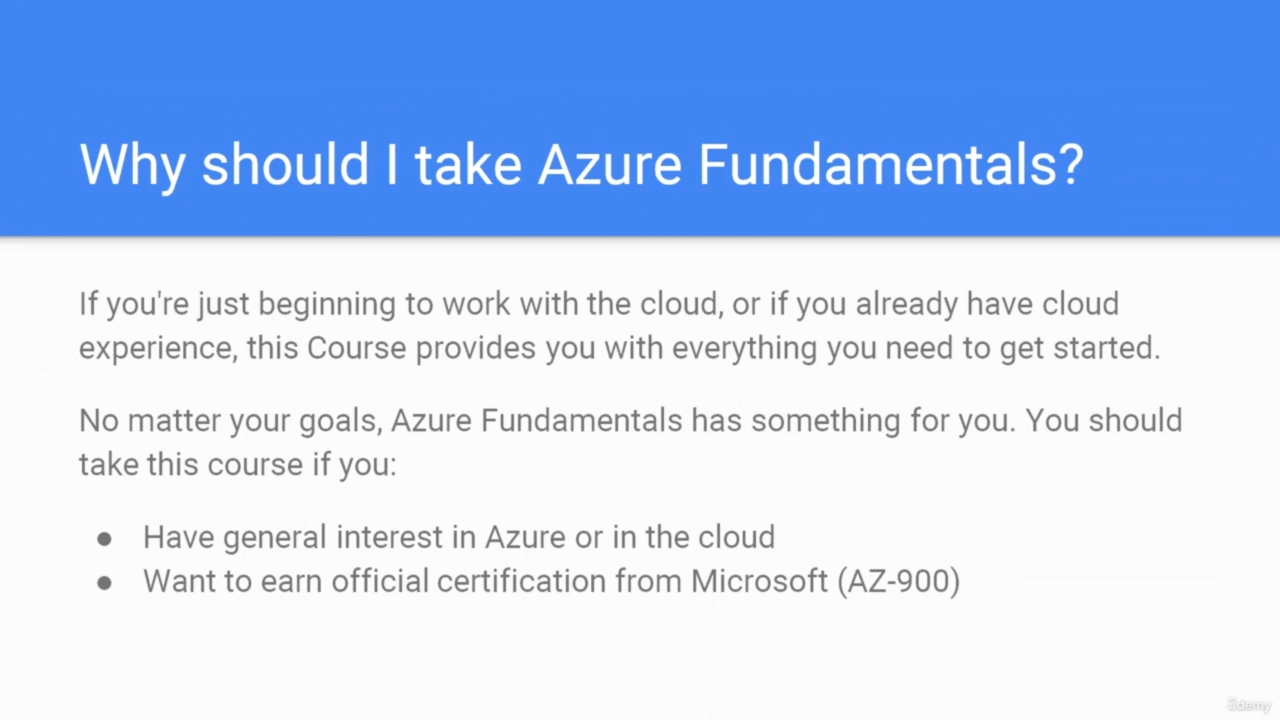 Why should I take Azure Fundamentals?
If you're just beginning to work with the cloud, or if you already have cloud
experience, this Course provides you with everything you need to get started.
No matter your goals, Azure Fundamentals has something for you. You should
take this course if you:
● Have general interest in Azure or in the cloud
● Want to earn official certification from Microsoft (AZ-900)
ûdemy